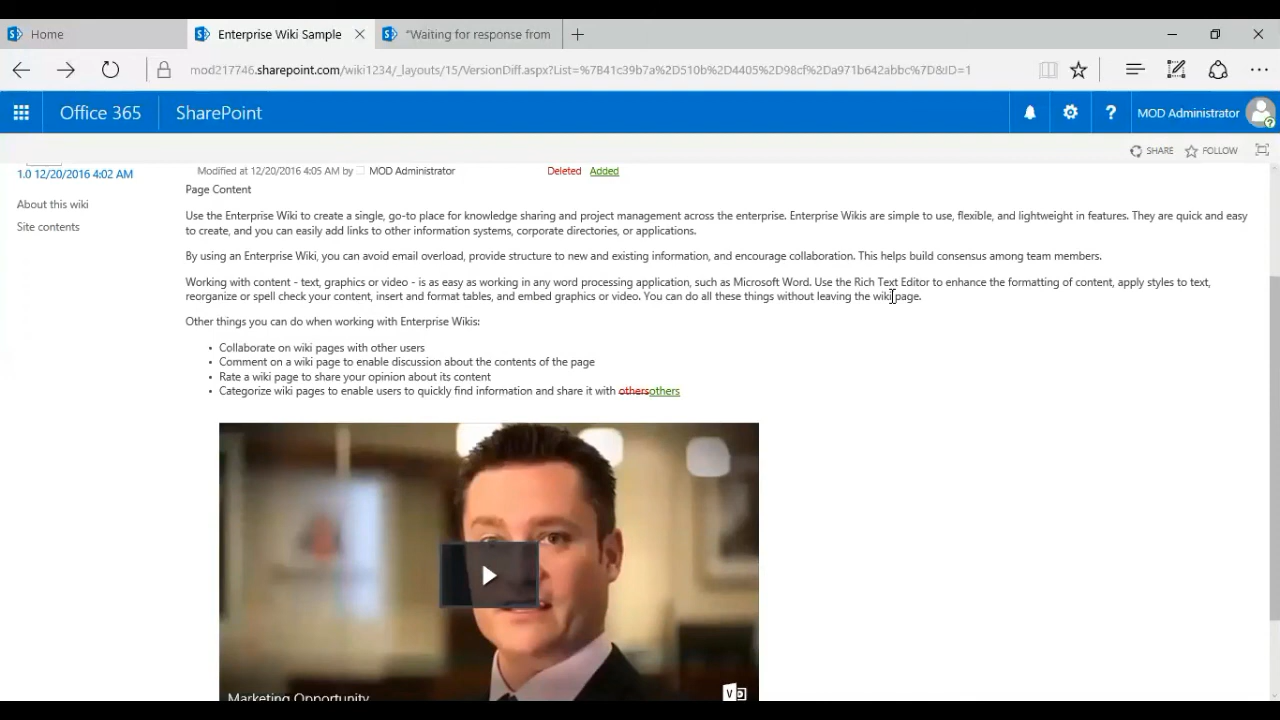 Home
Enterprise Wiki Sample
"Waiting for response from
mod217746.sharepoint.com/wiki1234/_layouts/15/VersionDiff.aspx?List=%7B41c39b7a%2D510b%2D4405%2D98cf%2Da971b642abbc%7D&ID=1
Office 365
SharePoint
MOD Administrator
SHARE
FOLLOW
1.0 12/20/2016 4:02 AM
About this wiki
Site contents
Modified at 12/20/2016 4:05 AM by MOD Administrator
Deleted Added
Page Content
Use the Enterprise Wiki to create a single, go-to place for knowledge sharing and project management across the enterprise. Enterprise Wikis are simple to use, flexible, and lightweight in features. They are quick and easy
to create, and you can easily add links to other information systems, corporate directories, or applications.
By using an Enterprise Wiki, you can avoid email overload, provide structure to new and existing information, and encourage collaboration. This helps build consensus among team members.
Working with content - text, graphics or video - is as easy as working in any word processing application, such as Microsoft Word. Use the Rich Text Editor to enhance the formatting of content, apply styles to text,
reorganize or spell check your content, insert and format tables, and embed graphics or video. You can do all these things without leaving the wiki page.
Other things you can do when working with Enterprise Wikis:
• Collaborate on wiki pages with other users
• Comment on a wiki page to enable discussion about the contents of the page
• Rate a wiki page to share your opinion about its content
• Categorize wiki pages to enable users to quickly find information and share it with othersothers
Marketing Opportunity